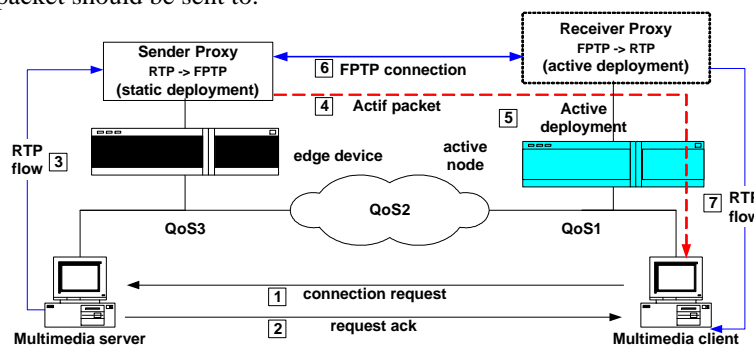 packet should be sent to.
Receiver Proxy
FPTP -> RTP
(active deployment)
Sender Proxy
RTP -> FPTP
(static deployment)
6 FPTP connection
4 Actif packet
5 Active
deployment
RTP
flow 3
edge device
active
node
QoS2
QoS3
QoS1
7 RTP
flow
1 connection request
2 request ack
Multimedia server
Multimedia client